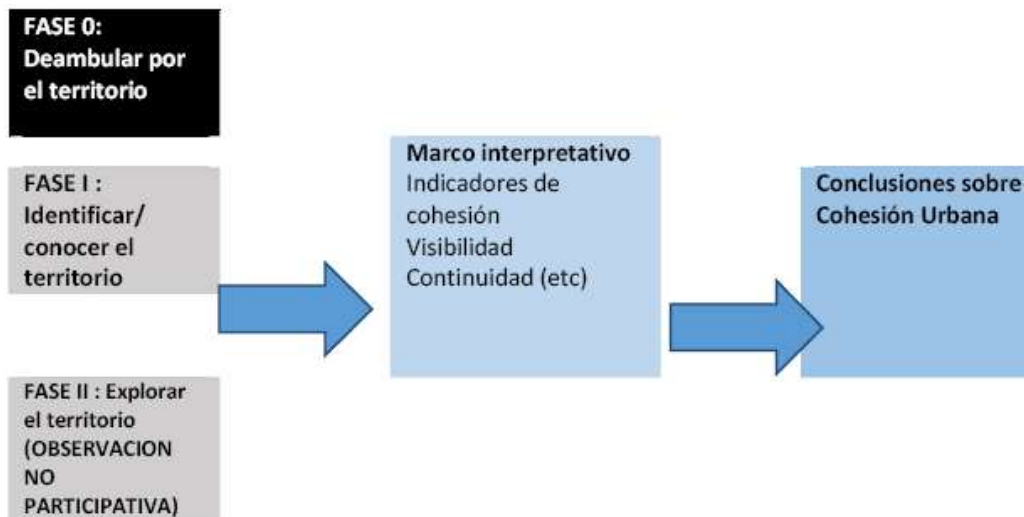 FASE 0:
Deambular por
el territorio
FASE I :
Identificar/
conocer el
territorio
FASE II : Explorar
el territorio
(OBSERVACION
NO
PARTICIPATIVA)
Marco interpretativo
Indicadores de
cohesión
Visibilidad
Continuidad (etc)
Conclusiones sobre
Cohesión Urbana